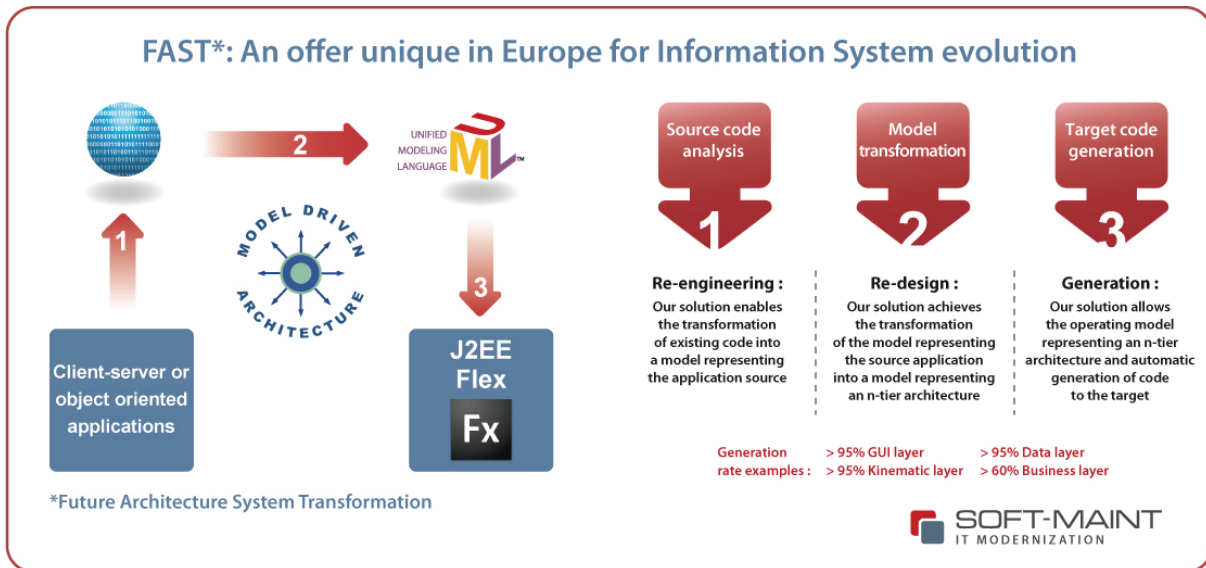 FAST*: An offer unique in Europe for Information System evolution
2
UNIFIED
MODELING
LANGUAGE
UML™
1
MODEL DRIVEN
ARCHITECTURE
3
Client-server or
object oriented
applications
J2EE
Flex
Fx
*Future Architecture System Transformation
Source code
analysis
1
Re-engineering :
Our solution enables
the transformation
of existing code into
a model representing
the application source
Model
transformation
2
Re-design :
Our solution achieves
the transformation
of the model representing
the source application
into a model representing
an n-tier architecture
Target code
generation
3
Generation :
Our solution allows
the operating model
representing an n-tier
architecture and automatic
generation of code
to the target
Generation > 95% GUI layer > 95% Data layer
rate examples : > 95% Kinematic layer > 60% Business layer
SOFT-MAINT
IT MODERNIZATION